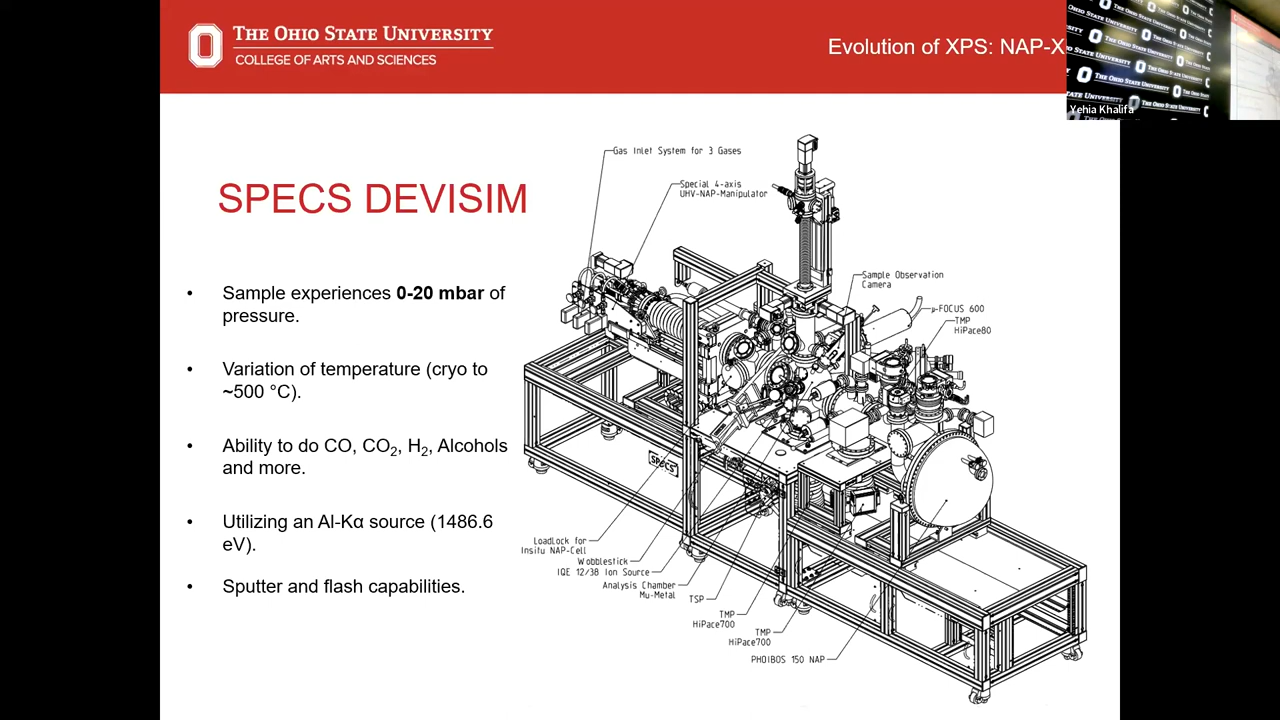 THE OHIO STATE UNIVERSITY
COLLEGE OF ARTS AND SCIENCES
Evolution of XPS: NAP-X
Yehia Khalifa
THE OHIO STATE UNIVERSITY
SPECS DEVISIM
• Sample experiences 0-20 mbar of
pressure.
• Variation of temperature (cryo to
~500 °C).
• Ability to do CO, CO₂, H₂, Alcohols
and more.
• Utilizing an Al-Kα source (1486.6
eV).
• Sputter and flash capabilities.
Gas Inlet System for 3 Gases
Special 4-axis
UHV-NAP-Manipulator
Sample Observation
Camera
µ-FOCUS 600
TMP
HiPace80
SPECS
LoadLock for
Insitu NAP-Cell
Wobblestick
IQE 12/38 Ion Source
Analysis Chamber
Mu-Metal
TSP
TMP
HiPace700
TMP
HiPace700
PHOIBOS 150 NAP